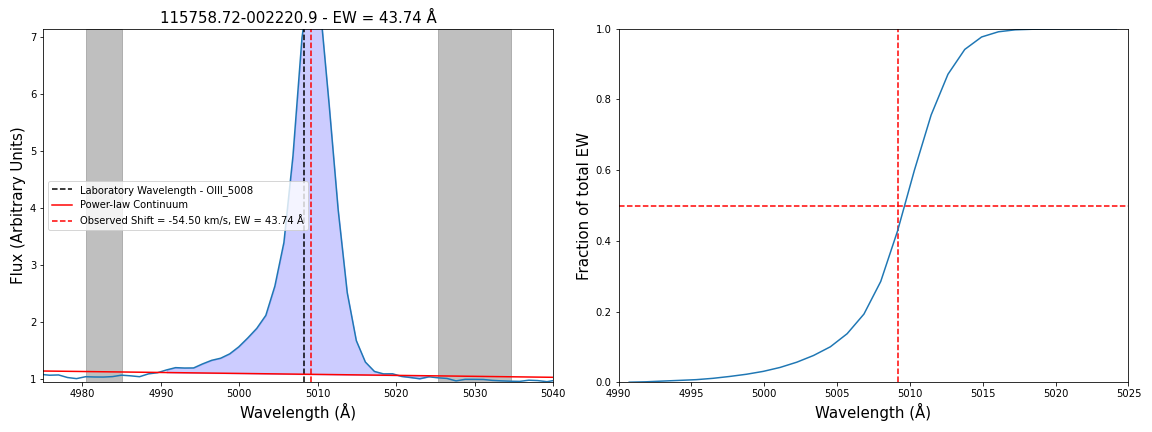 115758.72-002220.9 - EW = 43.74 Å
Flux (Arbitrary Units)
7
6
5
4
3
2
1
Laboratory Wavelength - OIII_5008
Power-law Continuum
Observed Shift = -54.50 km/s, EW = 43.74 Å
4980 4990 5000 5010 5020 5030 5040
Wavelength (Å)
Fraction of total EW
1.0
0.8
0.6
0.4
0.2
0.0
4990 4995 5000 5005 5010 5015 5020 5025
Wavelength (Å)